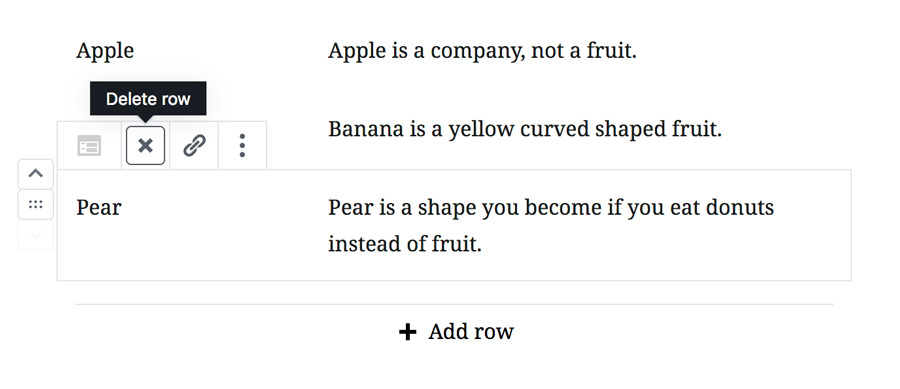 Apple
Apple is a company, not a fruit.
Delete row
Banana is a yellow curved shaped fruit.
Pear
Pear is a shape you become if you eat donuts
instead of fruit.
Add row